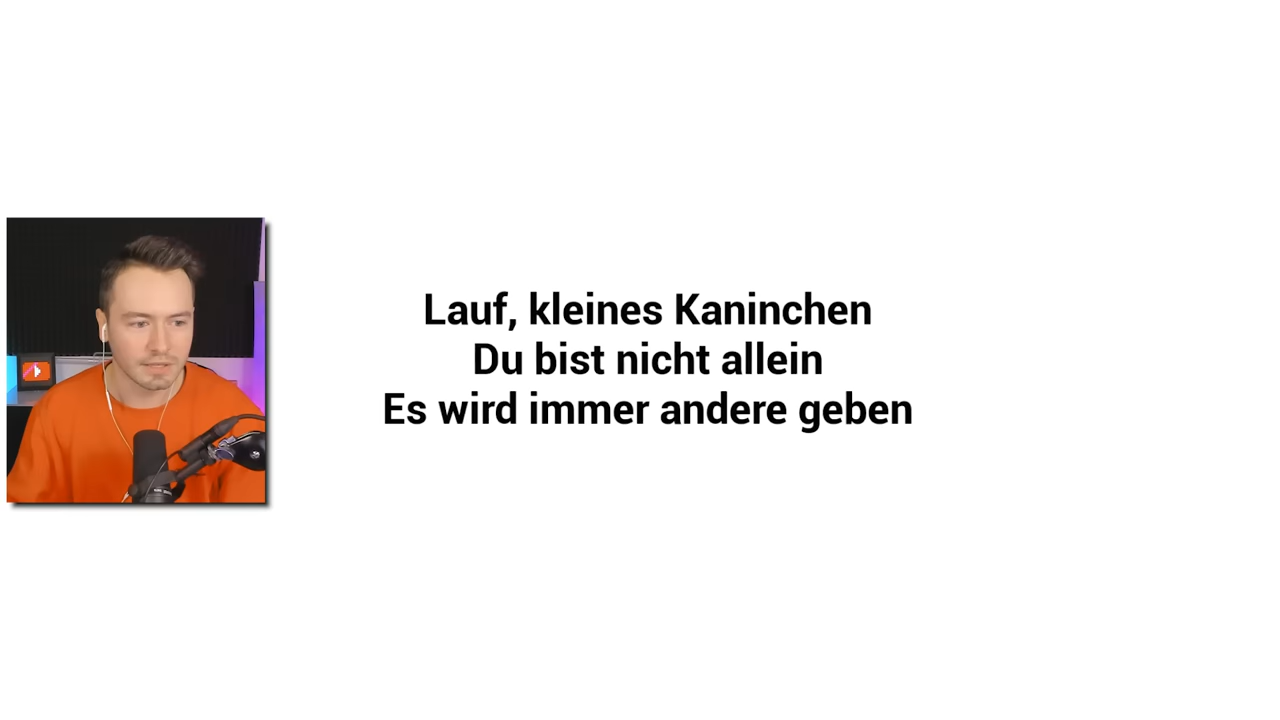 Lauf, kleines Kaninchen
Du bist nicht allein
Es wird immer andere geben